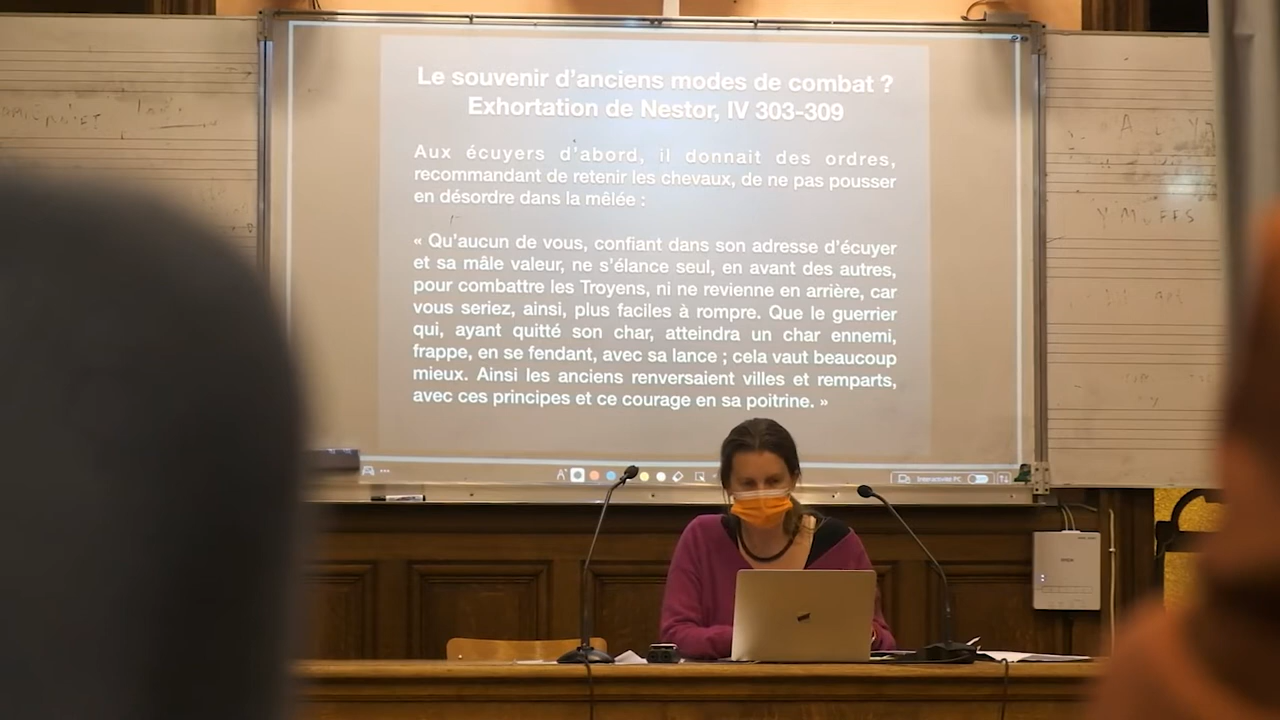 Le souvenir d'anciens modes de combat ?
Exhortation de Nestor, IV 303-309
Aux écuyers d'abord, il donnait des ordres,
recommandant de retenir les chevaux, de ne pas pousser
en désordre dans la mêlée :
« Qu'aucun de vous, confiant dans son adresse d'écuyer
et sa mâle valeur, ne s'élance seul, en avant des autres,
pour combattre les Troyens, ni ne revienne en arrière, car
vous seriez, ainsi, plus faciles à rompre. Que le guerrier
qui, ayant quitté son char, atteindra un char ennemi,
frappe, en se fendant, avec sa lance ; cela vaut beaucoup
mieux. Ainsi les anciens renversaient villes et remparts,
avec ces principes et ce courage en sa poitrine. »
Interactivité PC